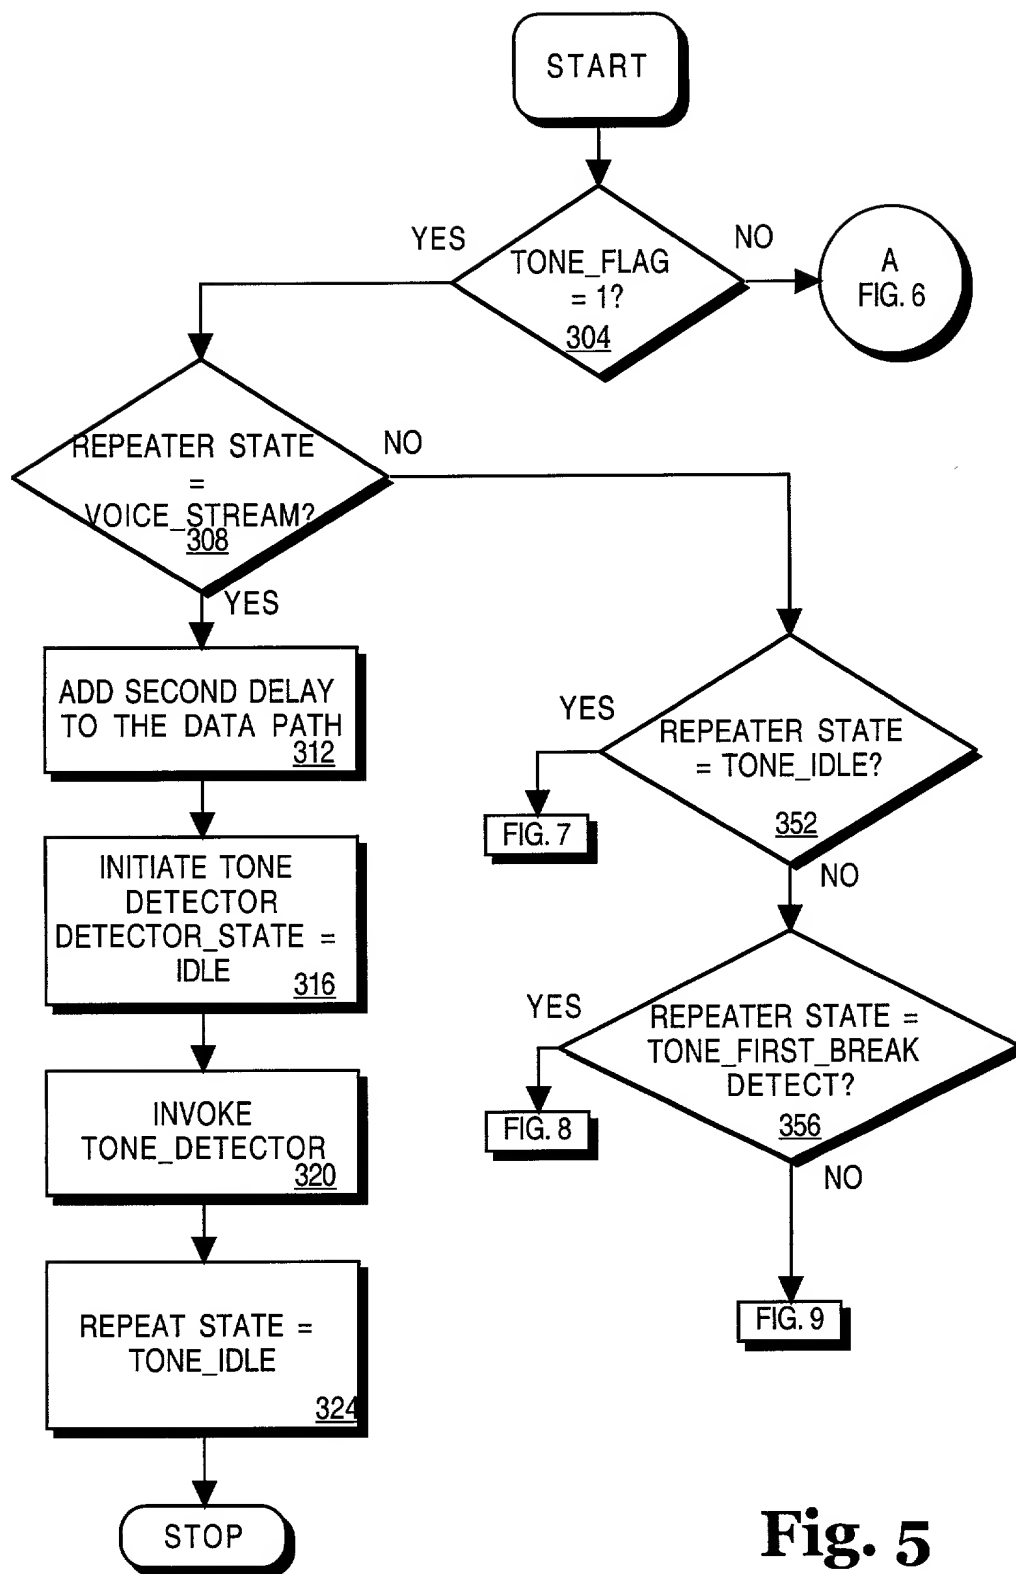 START
YES
TONE_FLAG
= 1?
304
NO
A
FIG. 6
REPEATER STATE
=
VOICE_STREAM?
308
NO
YES
ADD SECOND DELAY
TO THE DATA PATH
312
INITIATE TONE
DETECTOR
DETECTOR_STATE =
IDLE
316
INVOKE
TONE_DETECTOR
320
REPEAT STATE =
TONE_IDLE
324
STOP
YES
REPEATER STATE
= TONE_IDLE?
352
FIG. 7
NO
YES
REPEATER STATE =
TONE_FIRST_BREAK
DETECT?
356
FIG. 8
NO
FIG. 9
Fig. 5